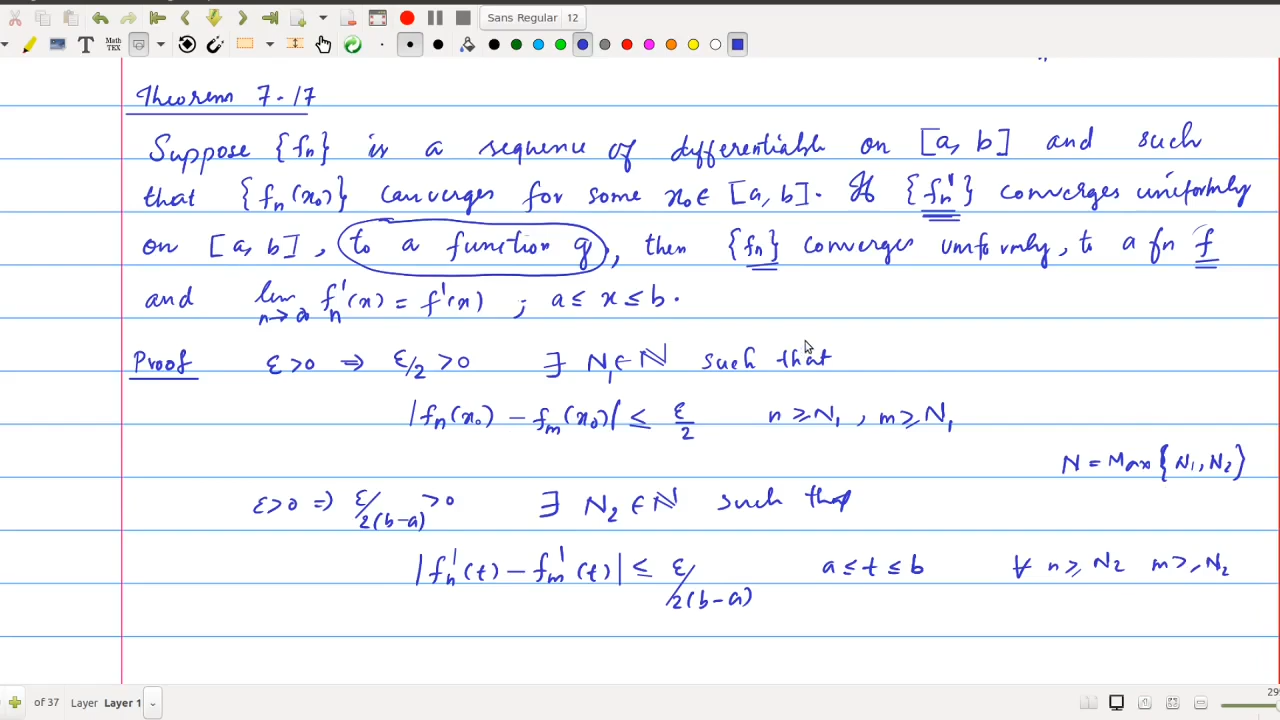 Sans Regular 12
Theorem 7.17
Suppose {fn} is a sequence of differentiable on [a, b] and such
that {fn(x₀)} converges for some x₀ ∈ [a, b]. If {fn'} converges uniformly
on [a, b], to a function g, then {fn} converges uniformly, to a fn f
and lim n→∞ fn'(x) = f'(x) ; a ≤ x ≤ b.
Proof ε>0 ⇒ ε/2 >0 ∃ N₁ ∈ ℕ such that
|fn(x₀) - fm(x₀)| ≤ ε/2 n ≥ N₁, m ≥ N₁
N = Max{N₁, N₂}
ε>0 ⇒ ε/2(b-a) >0 ∃ N₂ ∈ ℕ such that
|fn'(t) - fm'(t)| ≤ ε/2(b-a) a ≤ t ≤ b ∀ n ≥ N₂ m ≥ N₂
of 37 Layer Layer 1